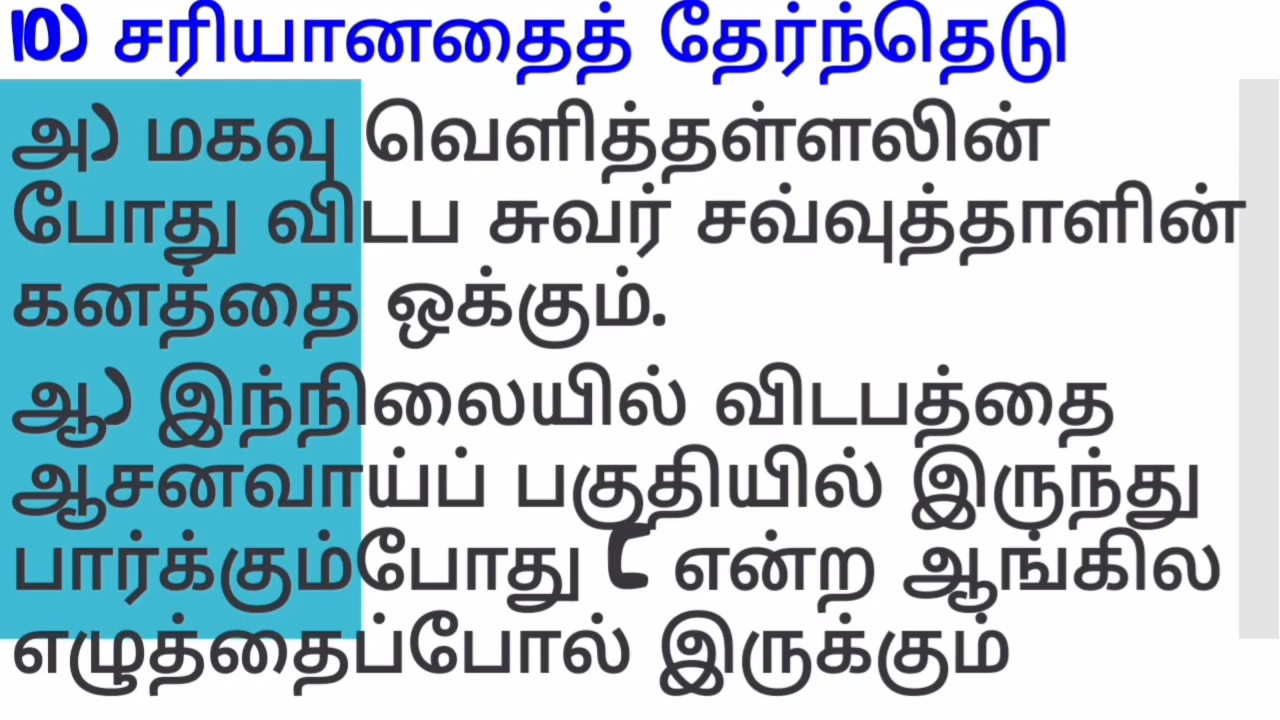 10) சரியானதைத் தேர்ந்தெடு
அ) மகவு வெளித்தள்ளலின்
போது விடப சுவர் சவ்வுத்தாளின்
கனத்தை ஒக்கும்.
ஆ) இந்நிலையில் விடபத்தை
ஆசனவாய்ப் பகுதியில் இருந்து
பார்க்கும்போது C என்ற ஆங்கில
எழுத்தைப்போல் இருக்கும்